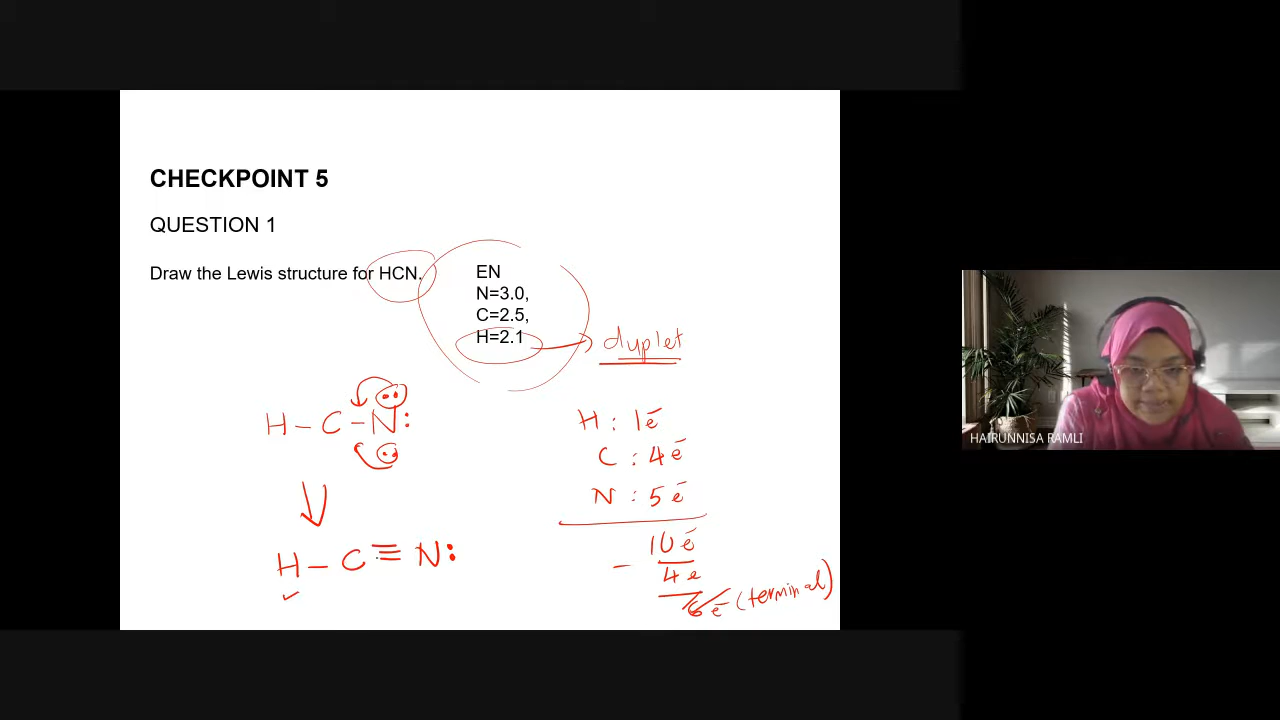 CHECKPOINT 5
QUESTION 1
Draw the Lewis structure for HCN.
EN
N=3.0,
C=2.5,
H=2.1
duplet
H – C – N :
H : 1e̅
C : 4e̅
N : 5e̅
10e̅
– 4e
6e̅ (terminal)
H – C ≡ N :
HAIRUNNISA RAMLI